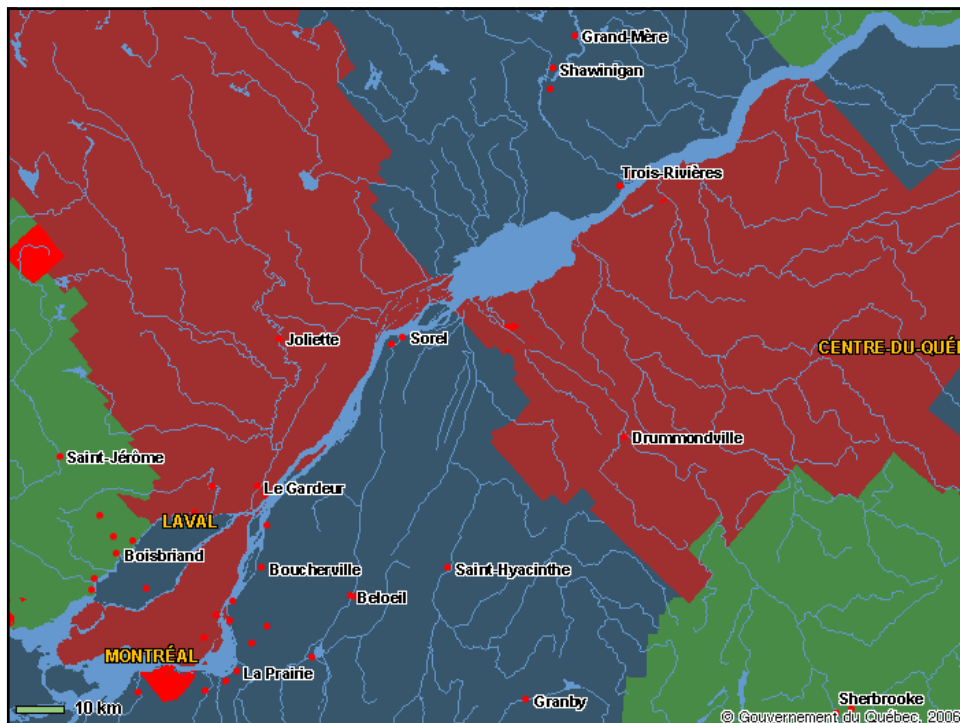 Grand-Mère
Shawinigan
Trois-Rivières
Joliette
Sorel
CENTRE-DU-QUÉ
Drummondville
Saint-Jérôme
Le Gardeur
LAVAL
Boisbriand
Boucherville
Saint-Hyacinthe
Beloeil
MONTRÉAL
La Prairie
Granby
Sherbrooke
10 km
© Gouvernement du Québec, 2006